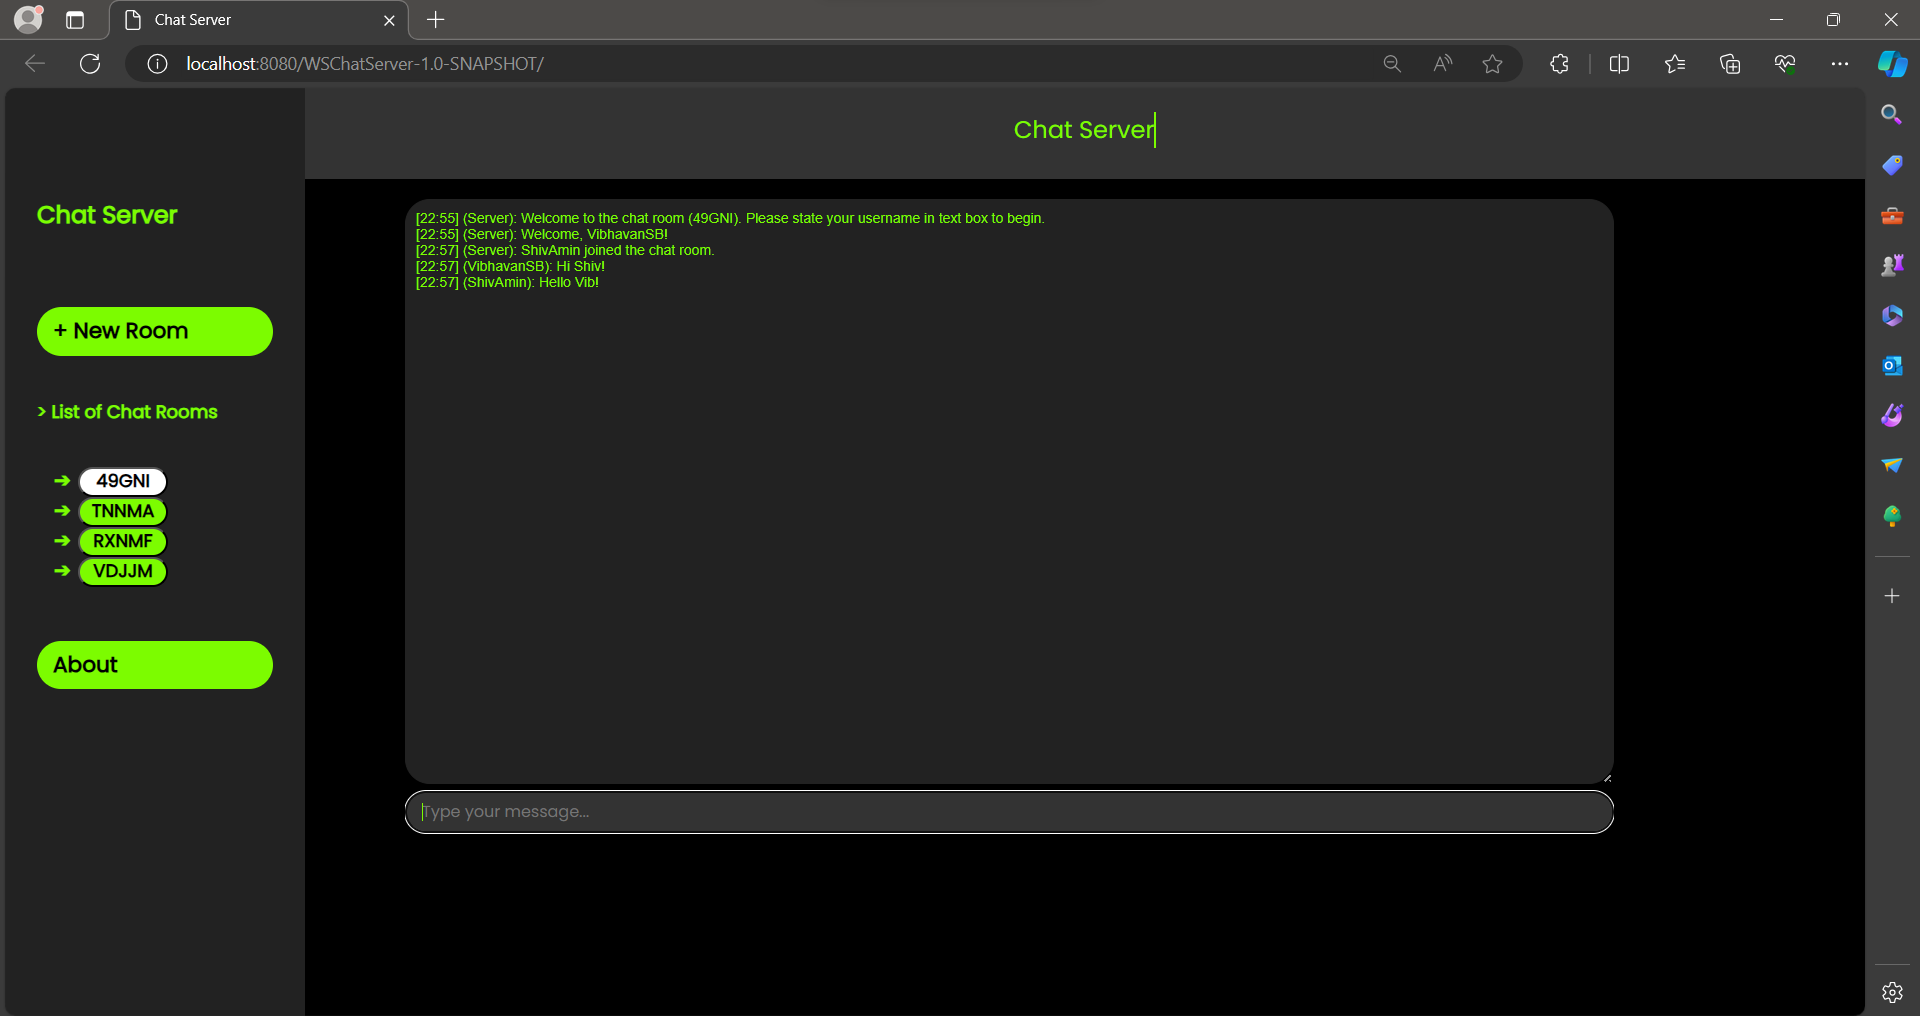 Chat Server
localhost:8080/WSChatServer-1.0-SNAPSHOT/
Chat Server
Chat Server
+ New Room
> List of Chat Rooms
➔ 49GNI
➔ TNNMA
➔ RXNMF
➔ VDJJM
About
[22:55] (Server): Welcome to the chat room (49GNI). Please state your username in text box to begin.
[22:55] (Server): Welcome, VibhavanSB!
[22:57] (Server): ShivAmin joined the chat room.
[22:57] (VibhavanSB): Hi Shiv!
[22:57] (ShivAmin): Hello Vib!
Type your message...